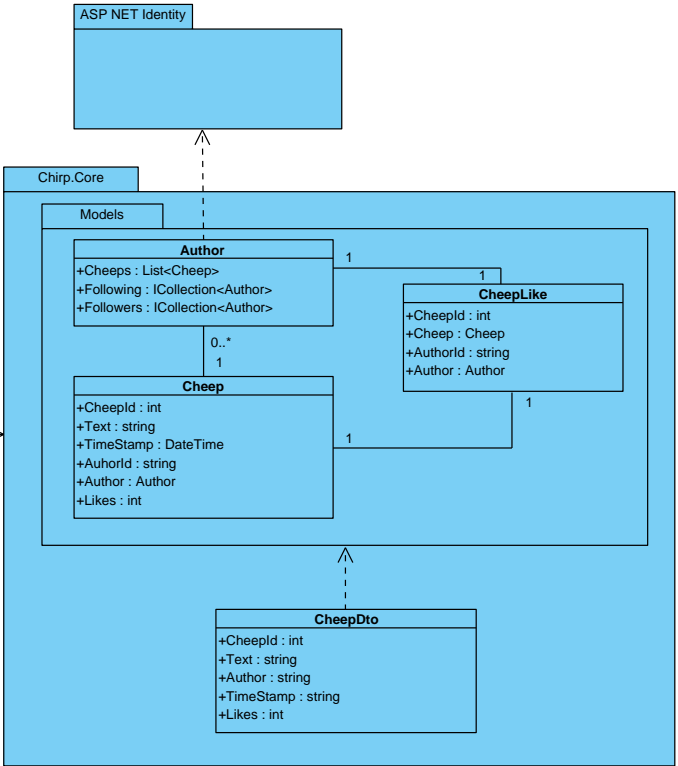 ASP NET Identity
Chirp.Core
Models
Author
+Cheeps : List<Cheep>
+Following : ICollection<Author>
+Followers : ICollection<Author>
1
1
CheepLike
+CheepId : int
+Cheep : Cheep
+AuthorId : string
+Author : Author
0..*
1
Cheep
+CheepId : int
+Text : string
+TimeStamp : DateTime
+AuhorId : string
+Author : Author
+Likes : int
1
1
CheepDto
+CheepId : int
+Text : string
+Author : string
+TimeStamp : string
+Likes : int